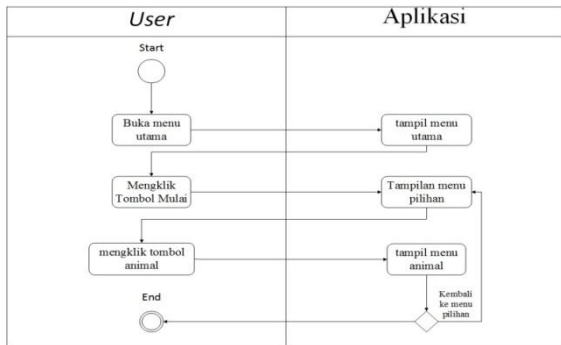 User
Aplikasi
Start
Buka menu
utama
tampil menu
utama
Mengklik
Tombol Mulai
Tampilan menu
pilihan
mengklik tombol
animal
tampil menu
animal
End
Kembali
ke menu
pilihan